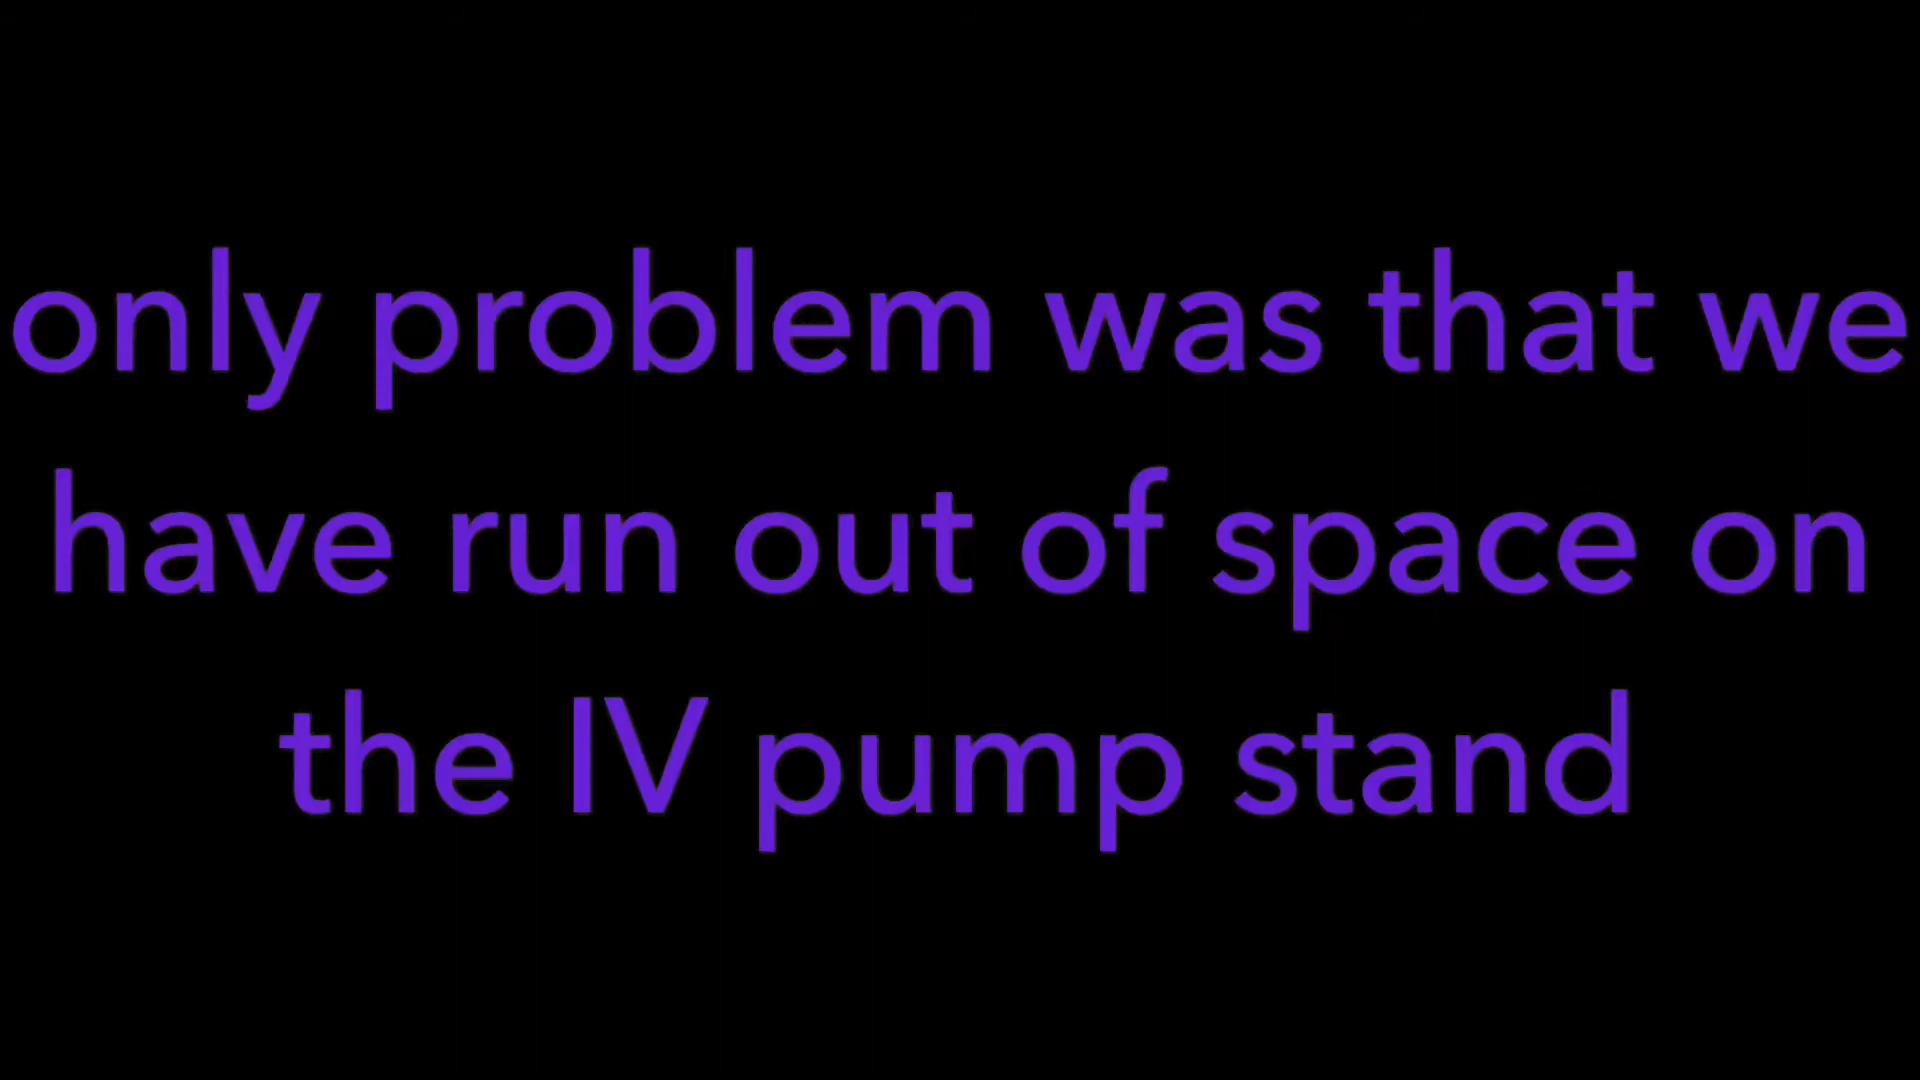 only problem was that we
have run out of space on
the IV pump stand